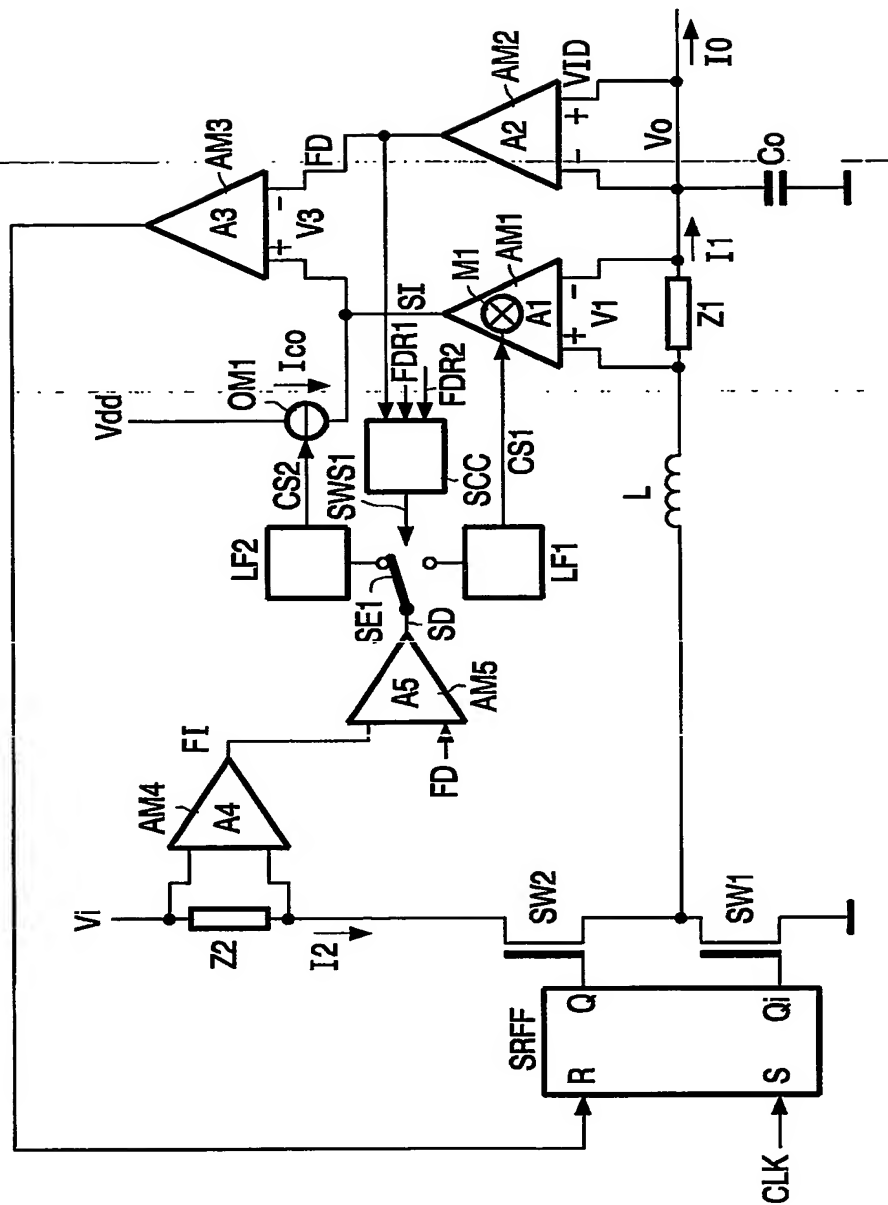 Vdd
OM1
Ico
CS2
LF2
SWS1
SE1
SD
FDR1
FDR2
SCC
CS1
LF1
AM3
A3
V3
+
-
FD
SI
M1
AM1
A1
V1
+
-
AM2
A2
VID
+
-
Vo
I0
Co
I1
Z1
L
FI
AM4
A4
A5
AM5
FD
Vi
Z2
I2
SW2
SW1
SRFF
R
Q
S
Qi
CLK